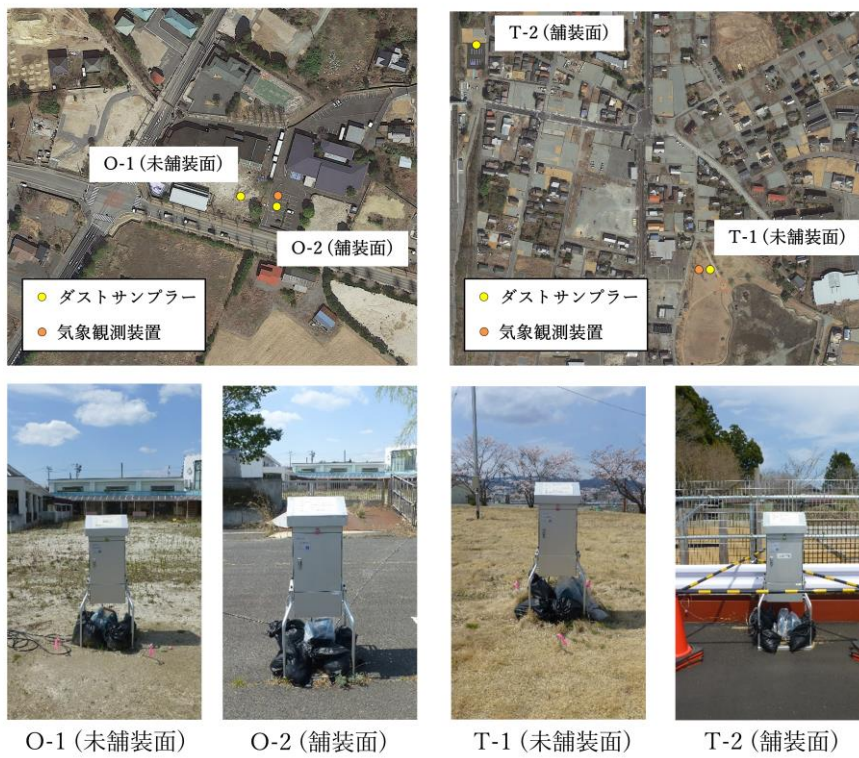 O-1 (未舗装面)
O-2 (舗装面)
ダストサンプラー
気象観測装置
T-2 (舗装面)
T-1 (未舗装面)
ダストサンプラー
気象観測装置
O-1 (未舗装面)
O-2 (舗装面)
T-1 (未舗装面)
T-2 (舗装面)